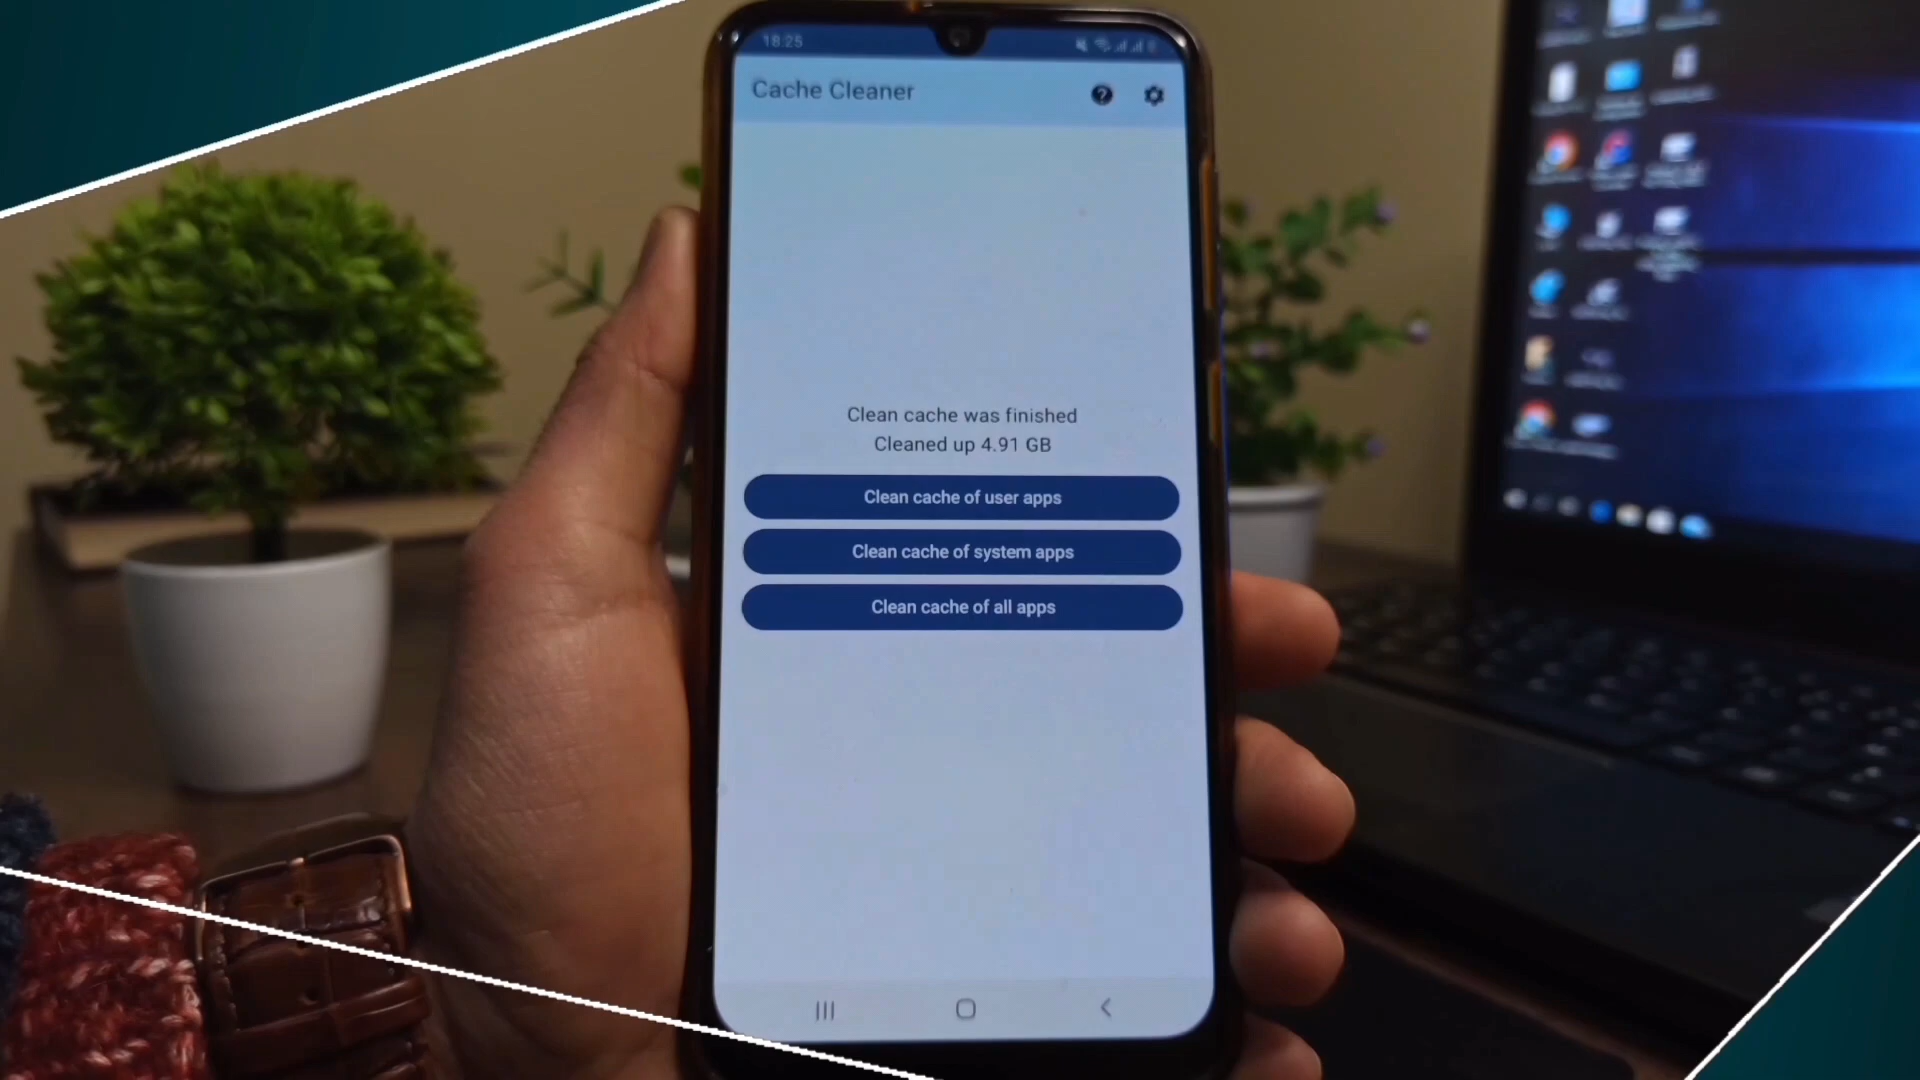 18:25
Cache Cleaner
Clean cache was finished
Cleaned up 4.91 GB
Clean cache of user apps
Clean cache of system apps
Clean cache of all apps